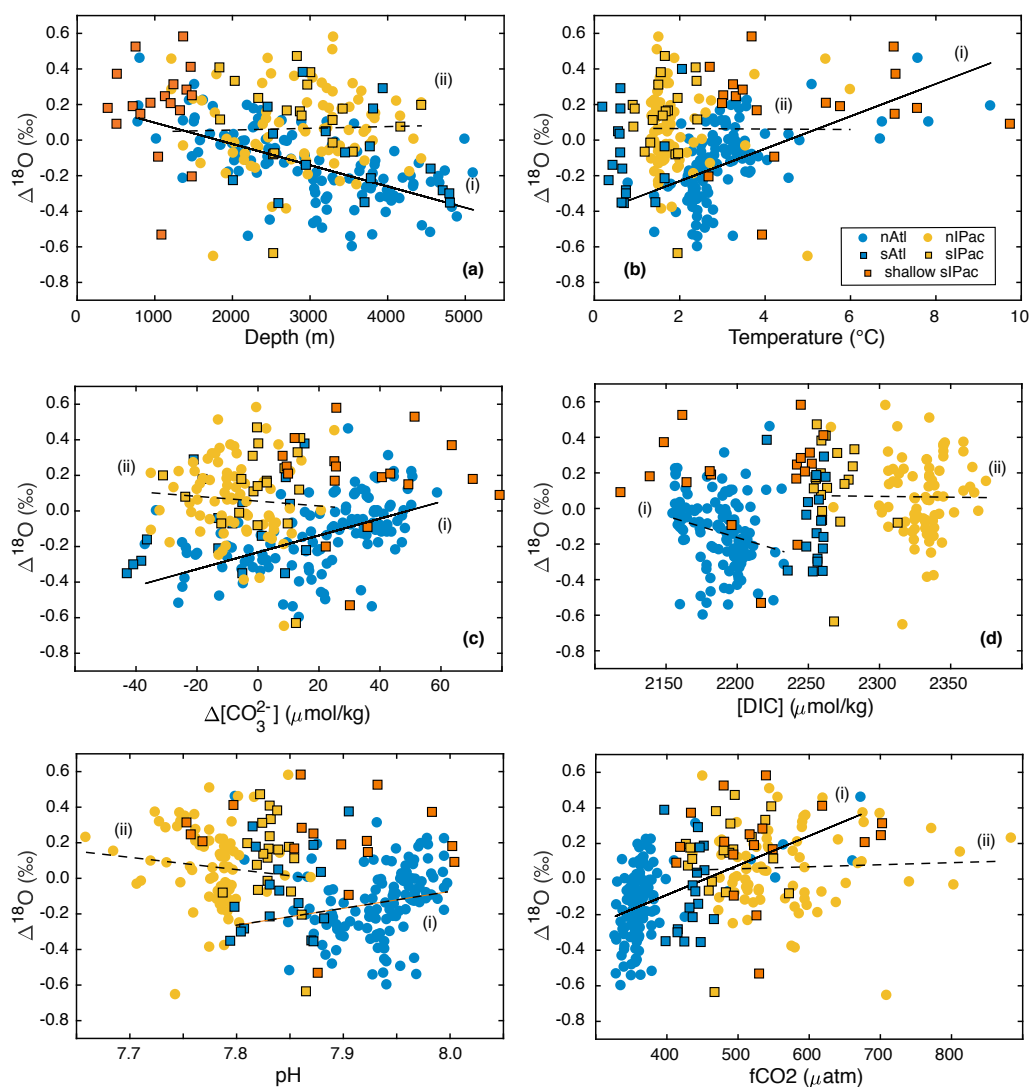 0.6
0.4
0.2
0.0
-0.2
-0.4
-0.6
-0.8
Δ18O (‰)
(ii)
(i)
(a)
0 1000 2000 3000 4000 5000
Depth (m)
0.6
0.4
0.2
0.0
-0.2
-0.4
-0.6
-0.8
Δ18O (‰)
(i)
(ii)
nAtl nIPac
sAtl sIPac
shallow sIPac
(b)
0 2 4 6 8 10
Temperature (°C)
0.6
0.4
0.2
0.0
-0.2
-0.4
-0.6
-0.8
Δ18O (‰)
(ii)
(i)
(c)
-40 -20 0 20 40 60
Δ[CO32-] (μmol/kg)
0.6
0.4
0.2
0.0
-0.2
-0.4
-0.6
-0.8
Δ18O (‰)
(ii)
(i)
(d)
2150 2200 2250 2300 2350
[DIC] (μmol/kg)
0.6
0.4
0.2
0.0
-0.2
-0.4
-0.6
-0.8
Δ18O (‰)
(ii)
(i)
7.7 7.8 7.9 8.0
pH
0.6
0.4
0.2
0.0
-0.2
-0.4
-0.6
-0.8
Δ18O (‰)
(i)
(ii)
400 500 600 700 800
fCO2 (μatm)